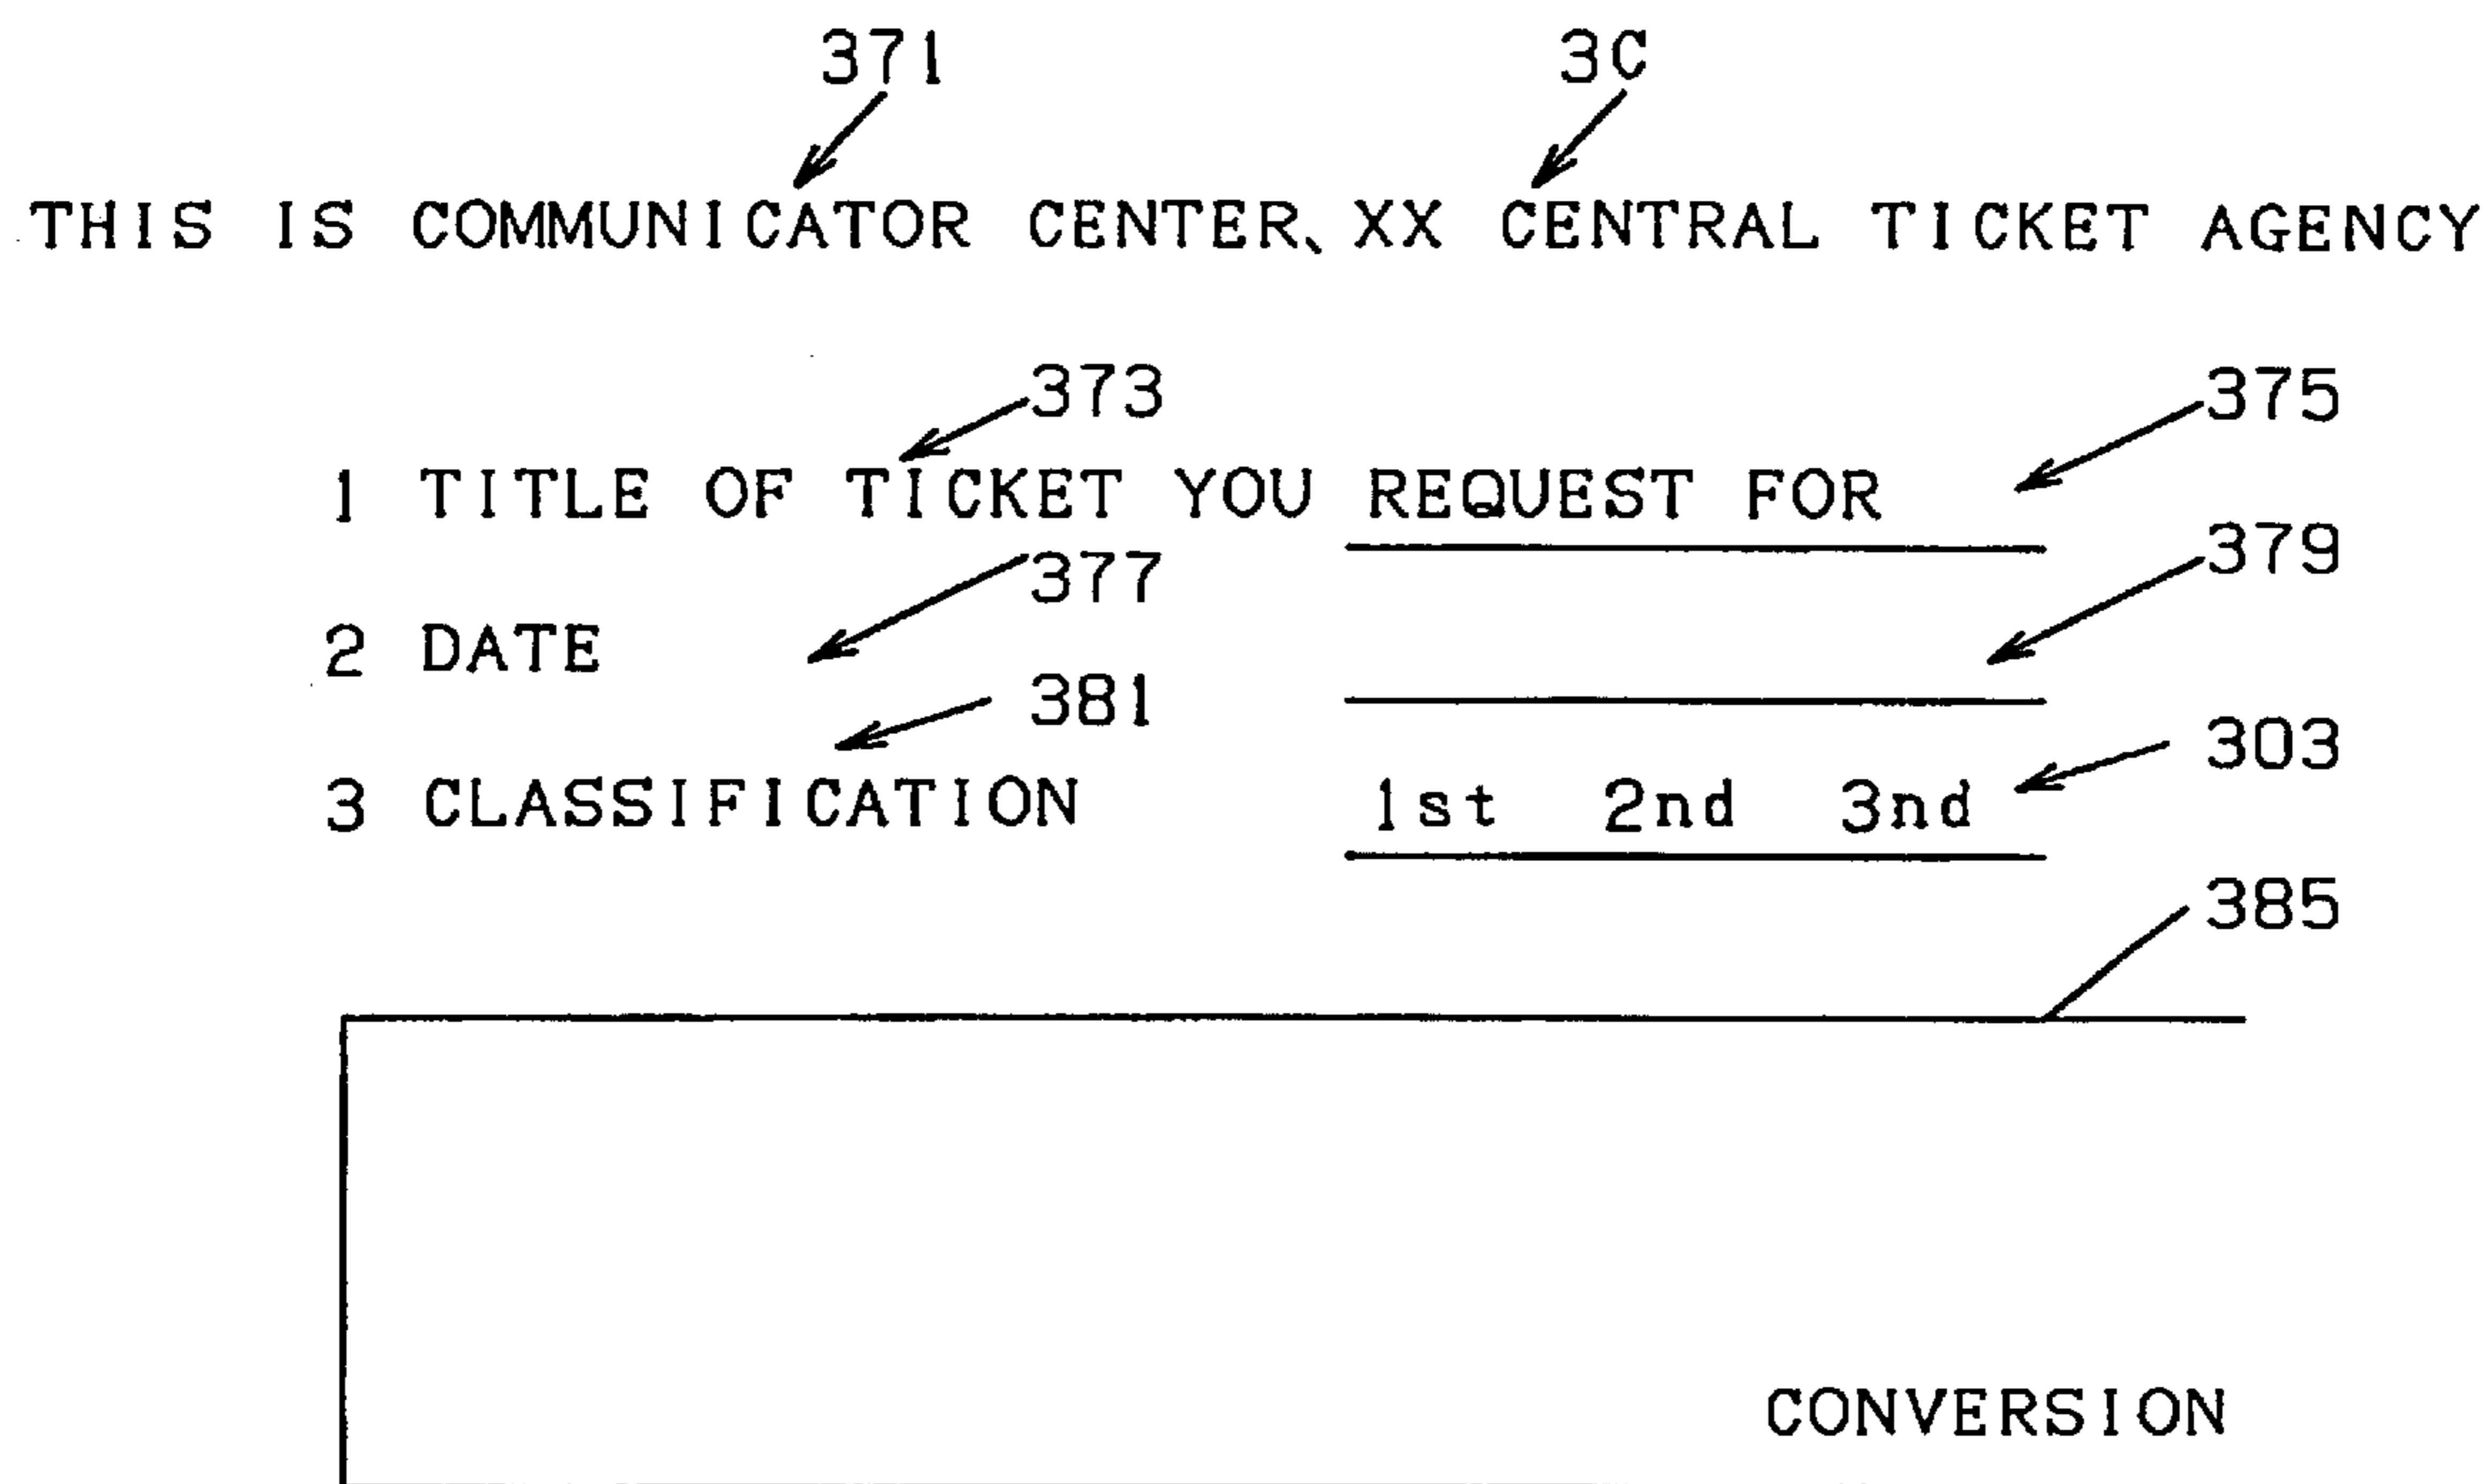 371 3C
THIS IS COMMUNICATOR CENTER、XX CENTRAL TICKET AGENCY
373 375
1 TITLE OF TICKET YOU REQUEST FOR
377 379
2 DATE
381 303
3 CLASSIFICATION 1st 2nd 3nd
385
CONVERSION